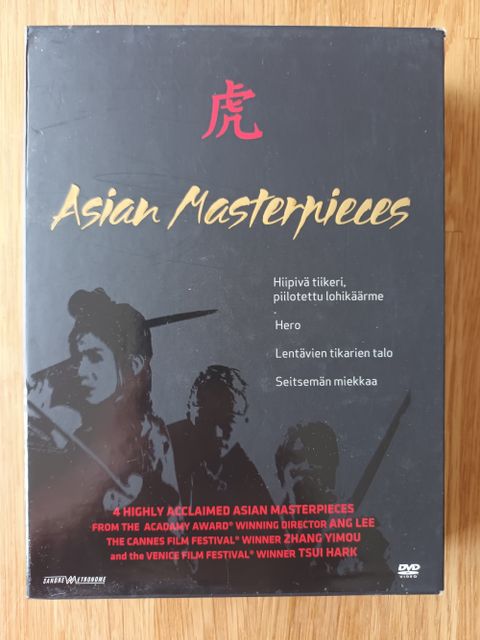 虎
Asian Masterpieces
Hiipivä tiikeri,
piilotettu lohikäärme
Hero
Lentävien tikarien talo
Seitsemän miekkaa
4 HIGHLY ACCLAIMED ASIAN MASTERPIECES
FROM THE ACADAMY AWARD® WINNING DIRECTOR ANG LEE
THE CANNES FILM FESTIVAL® WINNER ZHANG YIMOU
and the VENICE FILM FESTIVAL® WINNER TSUI HARK
SANDREW METRONOME
DVD
VIDEO